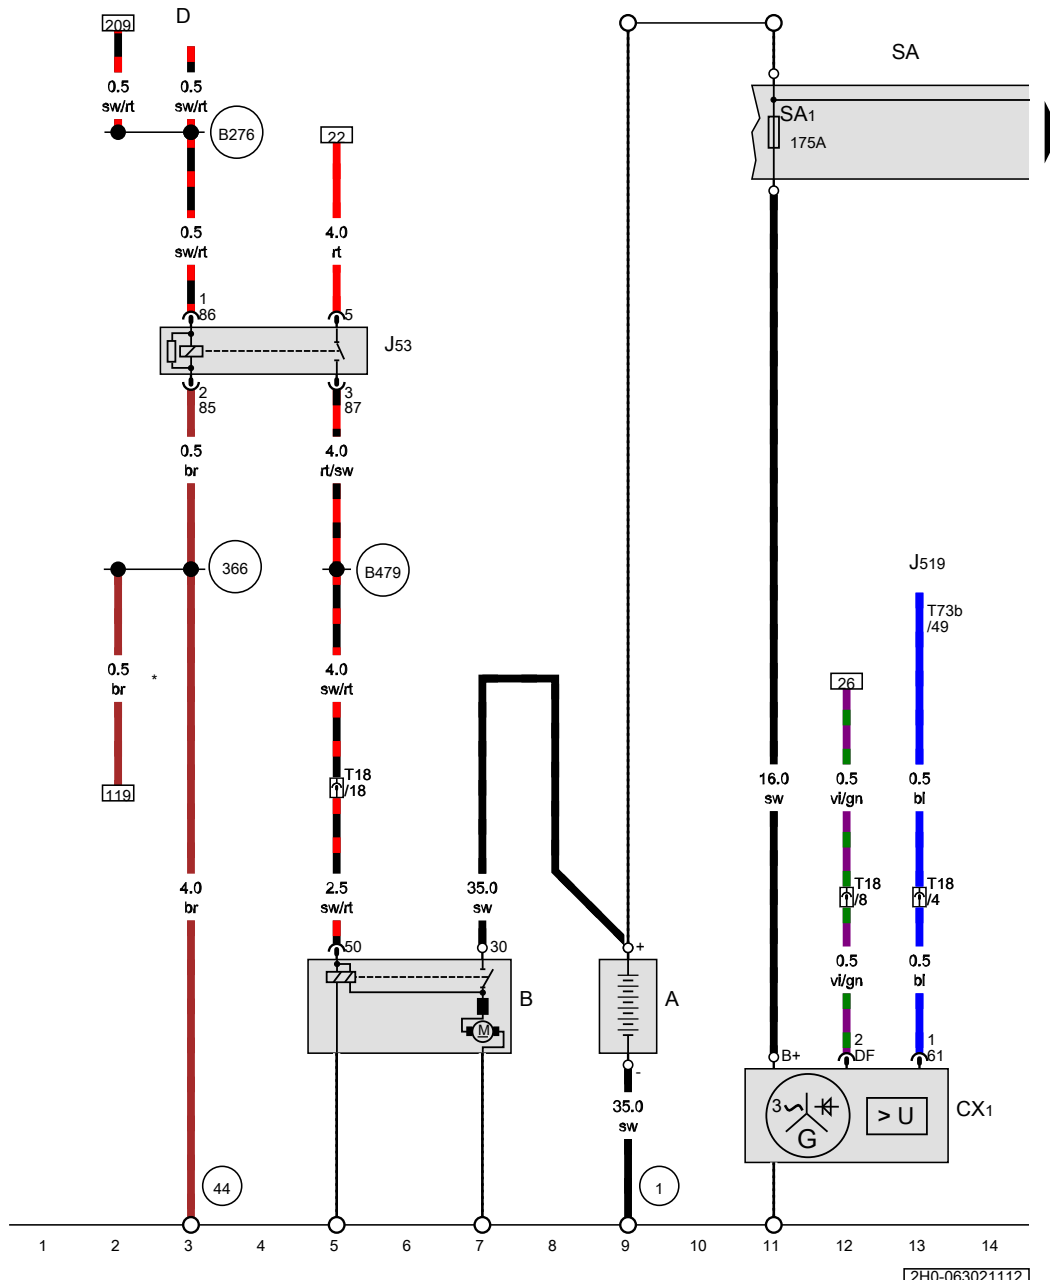 209
D
SA
0.5
sw/rt
0.5
sw/rt
B276
22
SA1
175A
0.5
sw/rt
4.0
rt
1
86
5
J53
2
85
3
87
0.5
br
4.0
rt/sw
366
B479
J519
T73b
/49
0.5
br
*
4.0
sw/rt
26
119
T18
/18
16.0
sw
0.5
vi/gn
0.5
bl
4.0
br
2.5
sw/rt
35.0
sw
T18
/8
T18
/4
50
30
+
0.5
vi/gn
0.5
bl
B
A
M
2
DF
1
61
B+
-
35.0
sw
3
G
> U
CX1
44
1
1 2 3 4 5 6 7 8 9 10 11 12 13 14
2H0-063021112